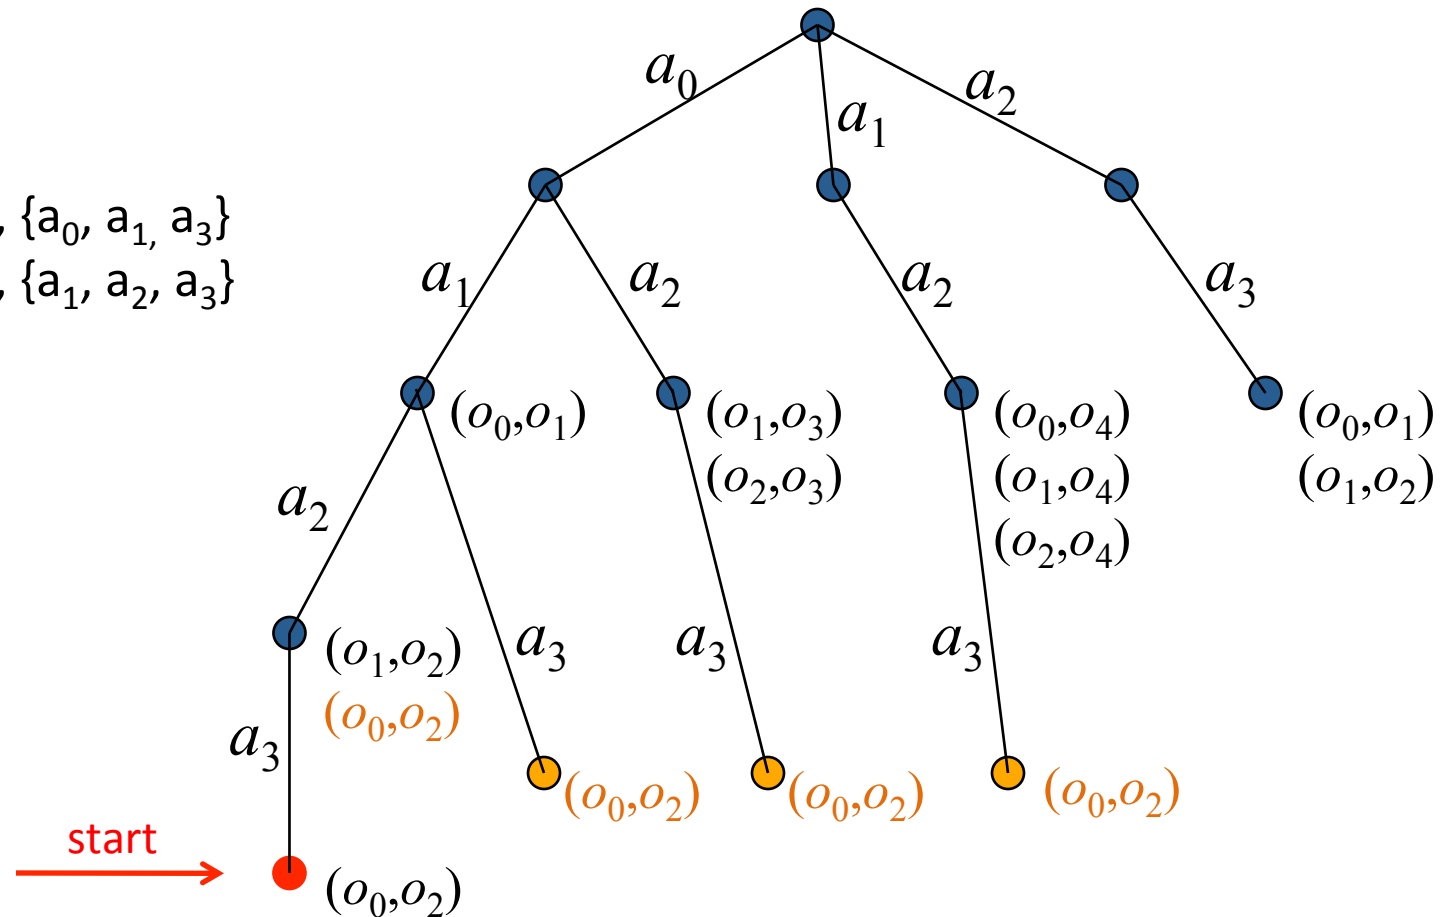 a₀
a₁
a₂
, {a₀, a₁, a₃}
, {a₁, a₂, a₃}
a₁
a₂
a₂
a₃
(o₀,o₁)
(o₁,o₃)
(o₂,o₃)
(o₀,o₄)
(o₁,o₄)
(o₂,o₄)
(o₀,o₁)
(o₁,o₂)
a₂
a₃
a₃
a₃
(o₁,o₂)
(o₀,o₂)
a₃
(o₀,o₂)
(o₀,o₂)
(o₀,o₂)
start
(o₀,o₂)